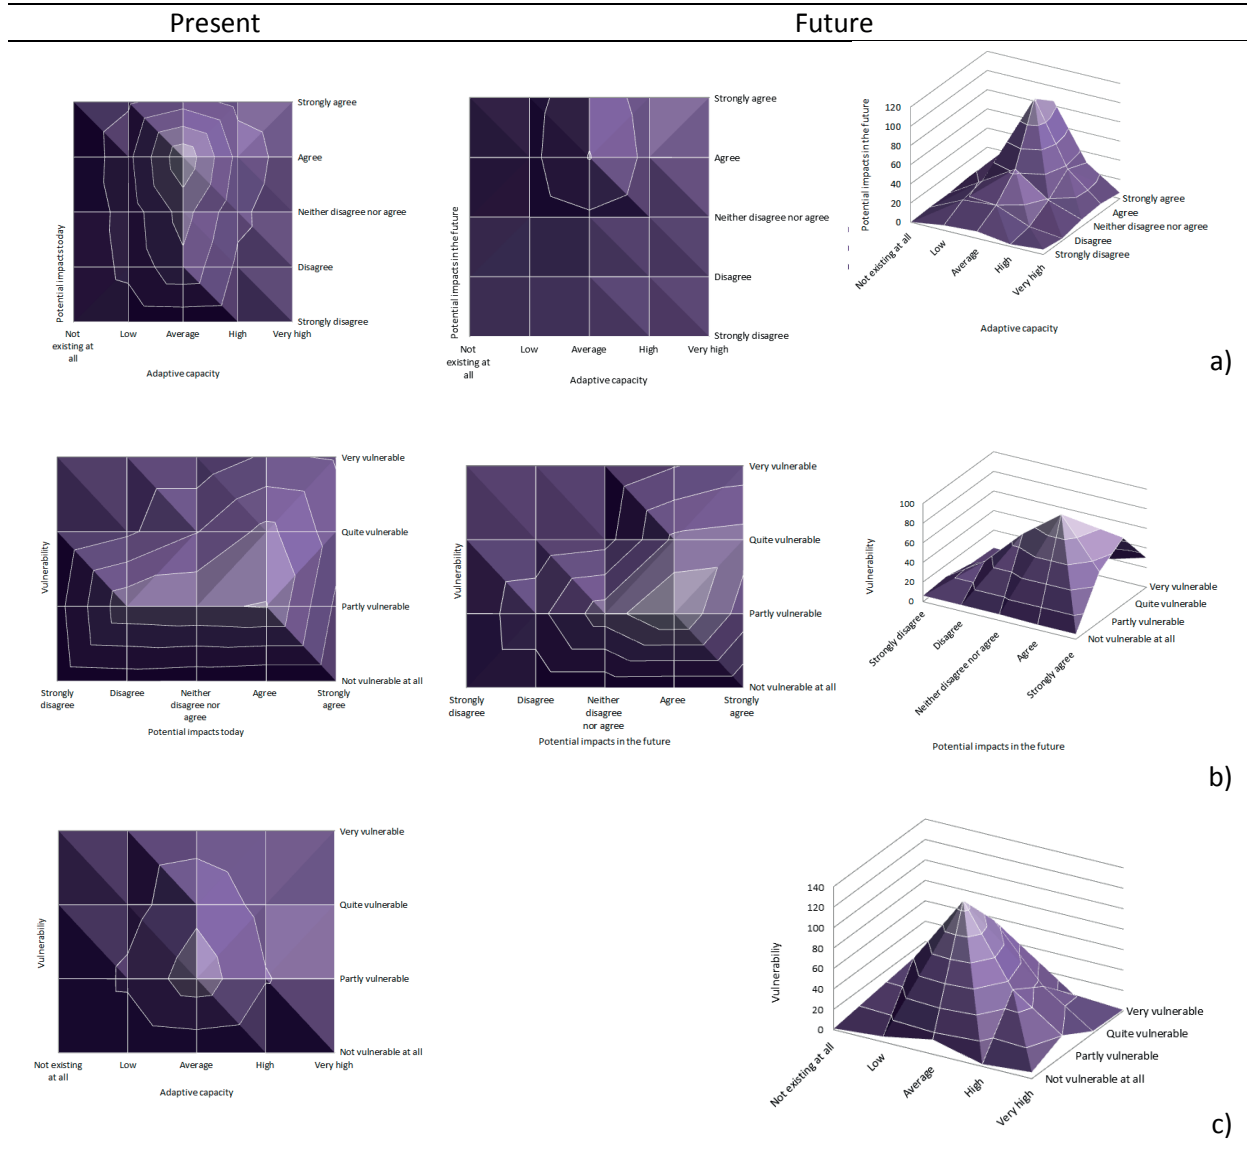 Present
Future
Potential impacts today
Strongly agree
Agree
Neither disagree nor agree
Disagree
Strongly disagree
Not existing at all
Low
Average
High
Very high
Adaptive capacity
Potential impacts in the future
Strongly agree
Agree
Neither disagree nor agree
Disagree
Strongly disagree
Not existing at all
Low
Average
High
Very high
Adaptive capacity
Potential impacts in the future
120
100
80
60
40
20
0
Strongly agree
Agree
Neither disagree nor agree
Disagree
Strongly disagree
Not existing at all
Low
Average
High
Very high
Adaptive capacity
a)
Vulnerability
Very vulnerable
Quite vulnerable
Partly vulnerable
Not vulnerable at all
Strongly disagree
Disagree
Neither disagree nor agree
Agree
Strongly agree
Potential impacts today
Vulnerability
Very vulnerable
Quite vulnerable
Partly vulnerable
Not vulnerable at all
Strongly disagree
Disagree
Neither disagree nor agree
Agree
Strongly agree
Potential impacts in the future
Vulnerability
100
80
60
40
20
0
Very vulnerable
Quite vulnerable
Partly vulnerable
Not vulnerable at all
Strongly disagree
Disagree
Neither disagree nor agree
Agree
Strongly agree
Potential impacts in the future
b)
Vulnerabiliy
Very vulnerable
Quite vulnerable
Partly vulnerable
Not vulnerable at all
Not existing at all
Low
Average
High
Very high
Adaptive capacity
Vulnerabiliy
140
120
100
80
60
40
20
0
Very vulnerable
Quite vulnerable
Partly vulnerable
Not vulnerable at all
Not existing at all
Low
Average
High
Very high
c)